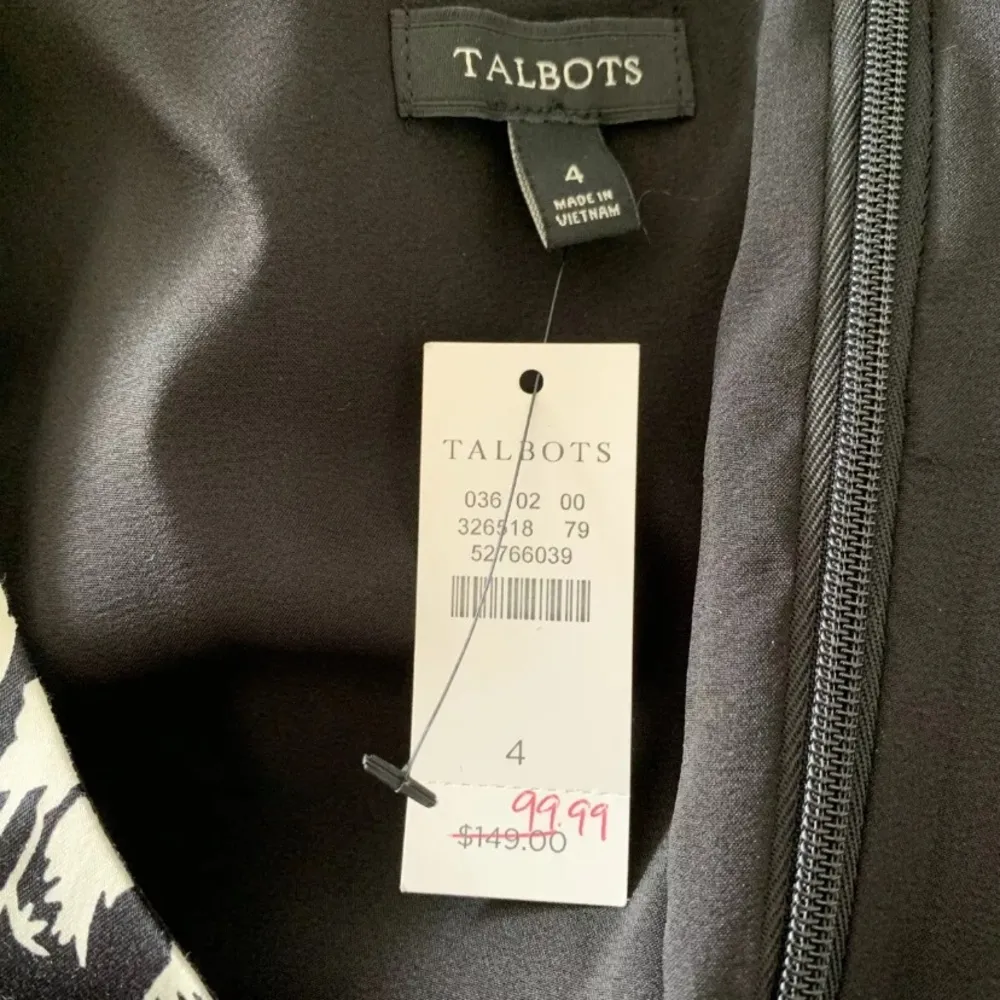 TALBOTS
4
MADE IN
VIETNAM
TALBOTS
036 02 00
326518 79
52766039
4
99.99
$149.00